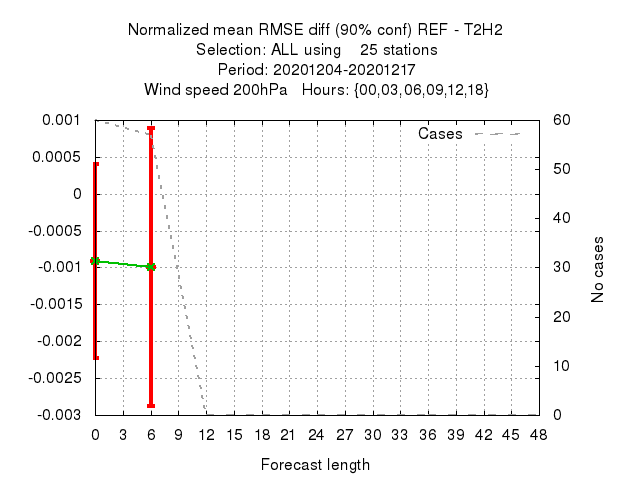 Normalized mean RMSE diff (90% conf) REF - T2H2
Selection: ALL using    25 stations
Period: 20201204-20201217
Wind speed 200hPa   Hours: {00,03,06,09,12,18}
Cases
0.001
0.0005
0
-0.0005
-0.001
-0.0015
-0.002
-0.0025
-0.003
60
50
40
30
20
10
0
No cases
0 3 6 9 12 15 18 21 24 27 30 33 36 39 42 45 48
Forecast length